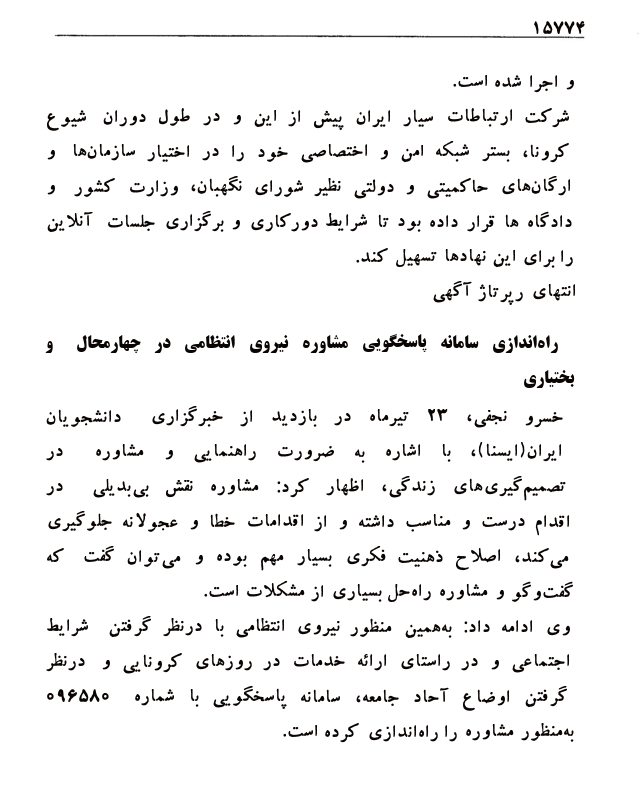 ۱۵۷۷۴
و اجرا شده است.
شرکت ارتباطات سیار ایران پیش از این و در طول دوران شیوع
کرونا، بستر شبکه امن و اختصاصی خود را در اختیار سازمان‌ها و
ارگان‌های حاکمیتی و دولتی نظیر شورای نگهبان، وزارت کشور و
دادگاه ها قرار داده بود تا شرایط دورکاری و برگزاری جلسات آنلاین
را برای این نهادها تسهیل کند.
انتهای رپرتاژ آگهی
راه‌اندازی سامانه پاسخگویی مشاوره نیروی انتظامی در چهارمحال و
بختیاری
خسرو نجفی، ۲۳ تیرماه در بازدید از خبرگزاری دانشجویان
ایران(ایسنا)، با اشاره به ضرورت راهنمایی و مشاوره در
تصمیم‌گیری‌های زندگی، اظهار کرد: مشاوره نقش بی‌بدیلی در
اقدام درست و مناسب داشته و از اقدامات خطا و عجولانه جلوگیری
می‌کند، اصلاح ذهنیت فکری بسیار مهم بوده و می‌توان گفت که
گفت‌وگو و مشاوره راه‌حل بسیاری از مشکلات است.
وی ادامه داد: به‌همین منظور نیروی انتظامی با درنظر گرفتن شرایط
اجتماعی و در راستای ارائه خدمات در روزهای کرونایی و درنظر
گرفتن اوضاع آحاد جامعه، سامانه پاسخگویی با شماره ۰۹۶۵۸۰
به‌منظور مشاوره را راه‌اندازی کرده است.